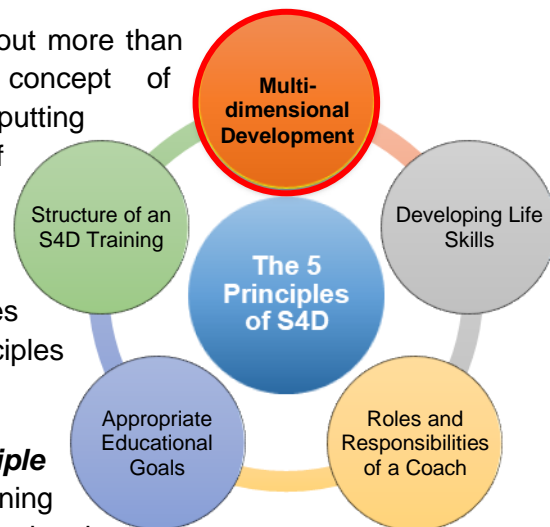 out more than
concept of
putting
f
es
ciples
iple
ning
Multi-
dimensional
Development
Developing Life
Skills
Roles and
Responsibilities
of a Coach
Appropriate
Educational
Goals
Structure of an
S4D Training
The 5
Principles
of S4D